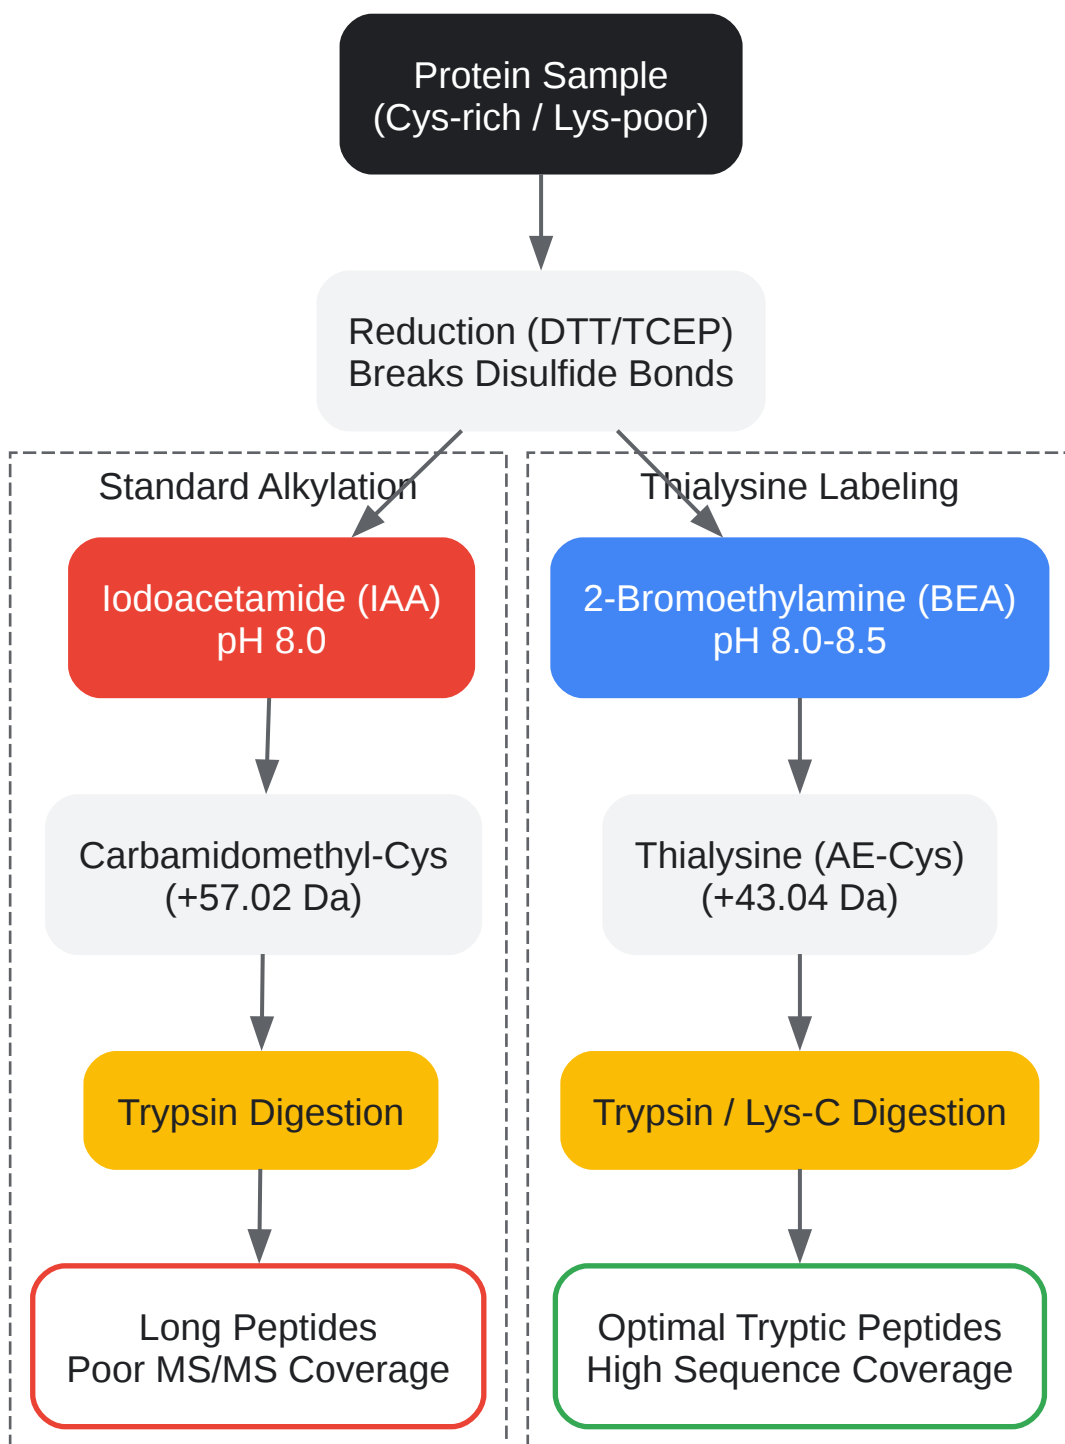 Protein Sample
(Cys-rich / Lys-poor)
Reduction (DTT/TCEP)
Breaks Disulfide Bonds
Standard Alkylation
Iodoacetamide (IAA)
pH 8.0
Carbamidomethyl-Cys
(+57.02 Da)
Trypsin Digestion
Long Peptides
Poor MS/MS Coverage
Thialysine Labeling
2-Bromoethylamine (BEA)
pH 8.0-8.5
Thialysine (AE-Cys)
(+43.04 Da)
Trypsin / Lys-C Digestion
Optimal Tryptic Peptides
High Sequence Coverage